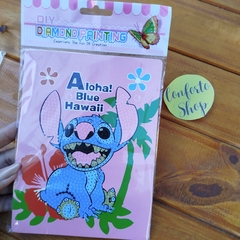 DIY
DIAMOND PAINTING
Aloha!
Blue
Hawaii
Conforto
Shop